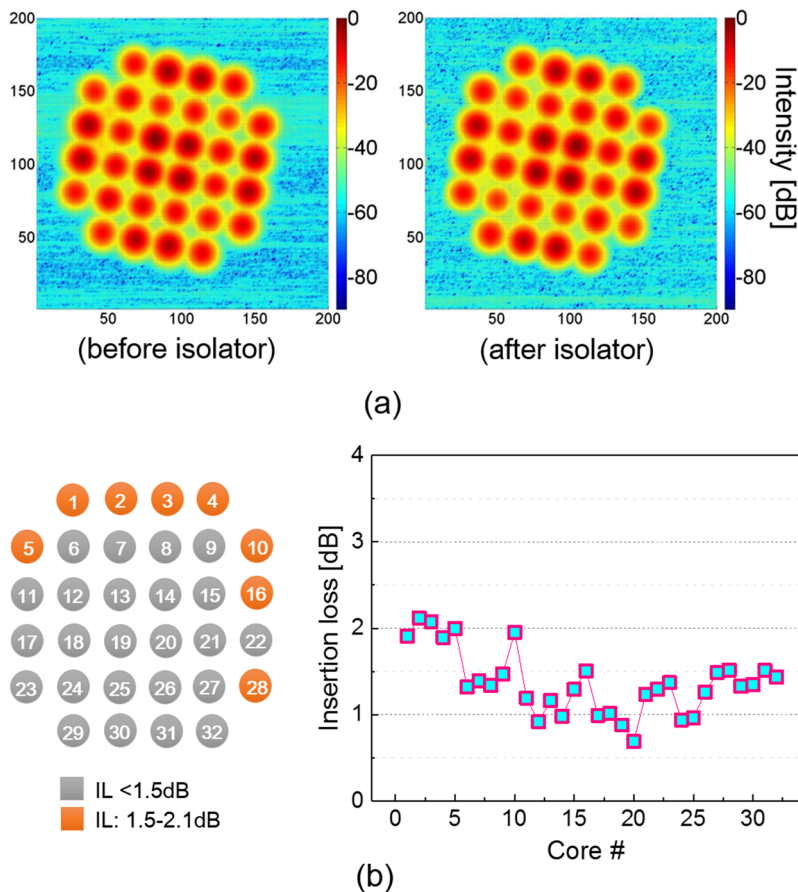 200
150
100
50
50 100 150 200
(before isolator)
0
-20
-40
-60
-80
200
150
100
50
50 100 150 200
(after isolator)
0
-20
-40
-60
-80
Intensity [dB]
(a)
1 2 3 4
5 6 7 8 9 10
11 12 13 14 15 16
17 18 19 20 21 22
23 24 25 26 27 28
29 30 31 32
IL <1.5dB
IL: 1.5-2.1dB
Insertion loss [dB]
4
3
2
1
0
0 5 10 15 20 25 30
Core #
(b)